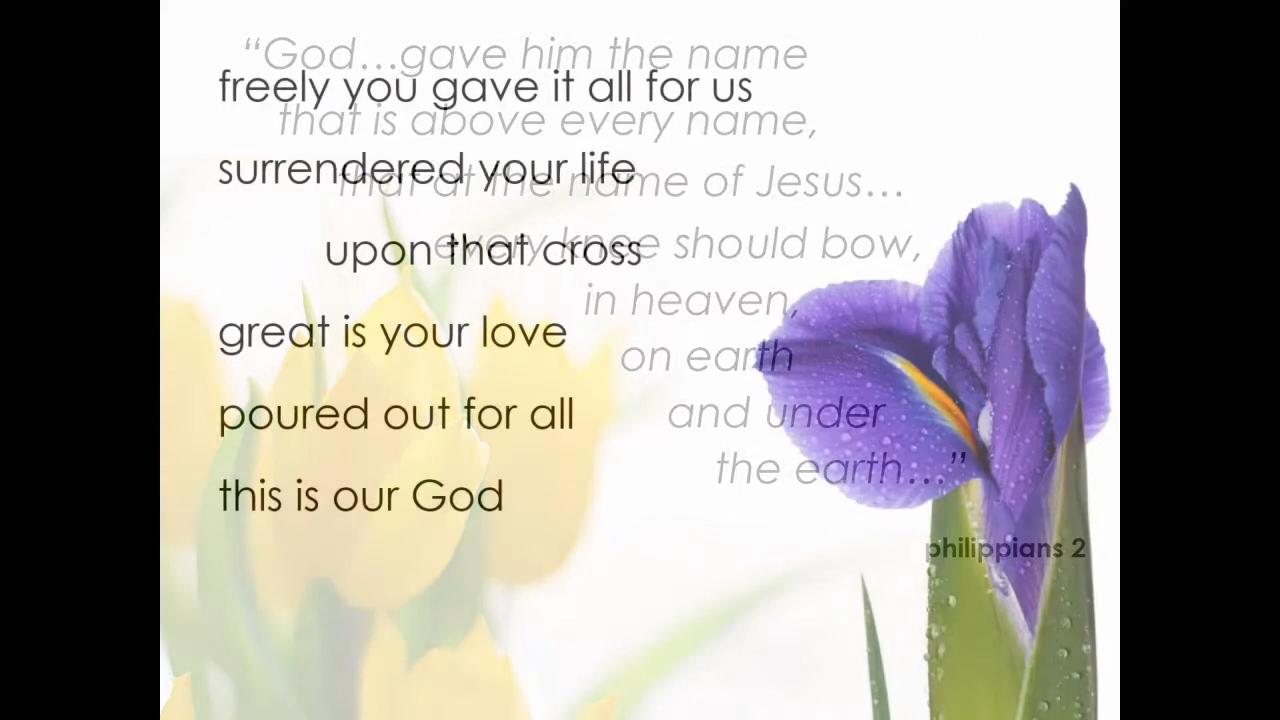 “God…gave him the name
that is above every name,
that at the name of Jesus…
every knee should bow,
in heaven,
on earth
and under
the earth…”
philippians 2
freely you gave it all for us
surrendered your life
upon that cross
great is your love
poured out for all
this is our God